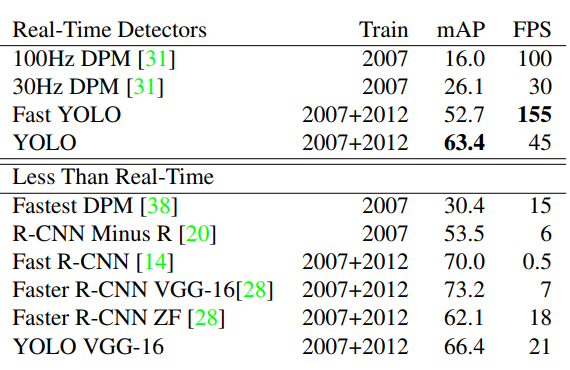 Real-Time Detectors Train mAP FPS
100Hz DPM [31] 2007 16.0 100
30Hz DPM [31] 2007 26.1 30
Fast YOLO 2007+2012 52.7 155
YOLO 2007+2012 63.4 45
Less Than Real-Time
Fastest DPM [38] 2007 30.4 15
R-CNN Minus R [20] 2007 53.5 6
Fast R-CNN [14] 2007+2012 70.0 0.5
Faster R-CNN VGG-16[28] 2007+2012 73.2 7
Faster R-CNN ZF [28] 2007+2012 62.1 18
YOLO VGG-16 2007+2012 66.4 21